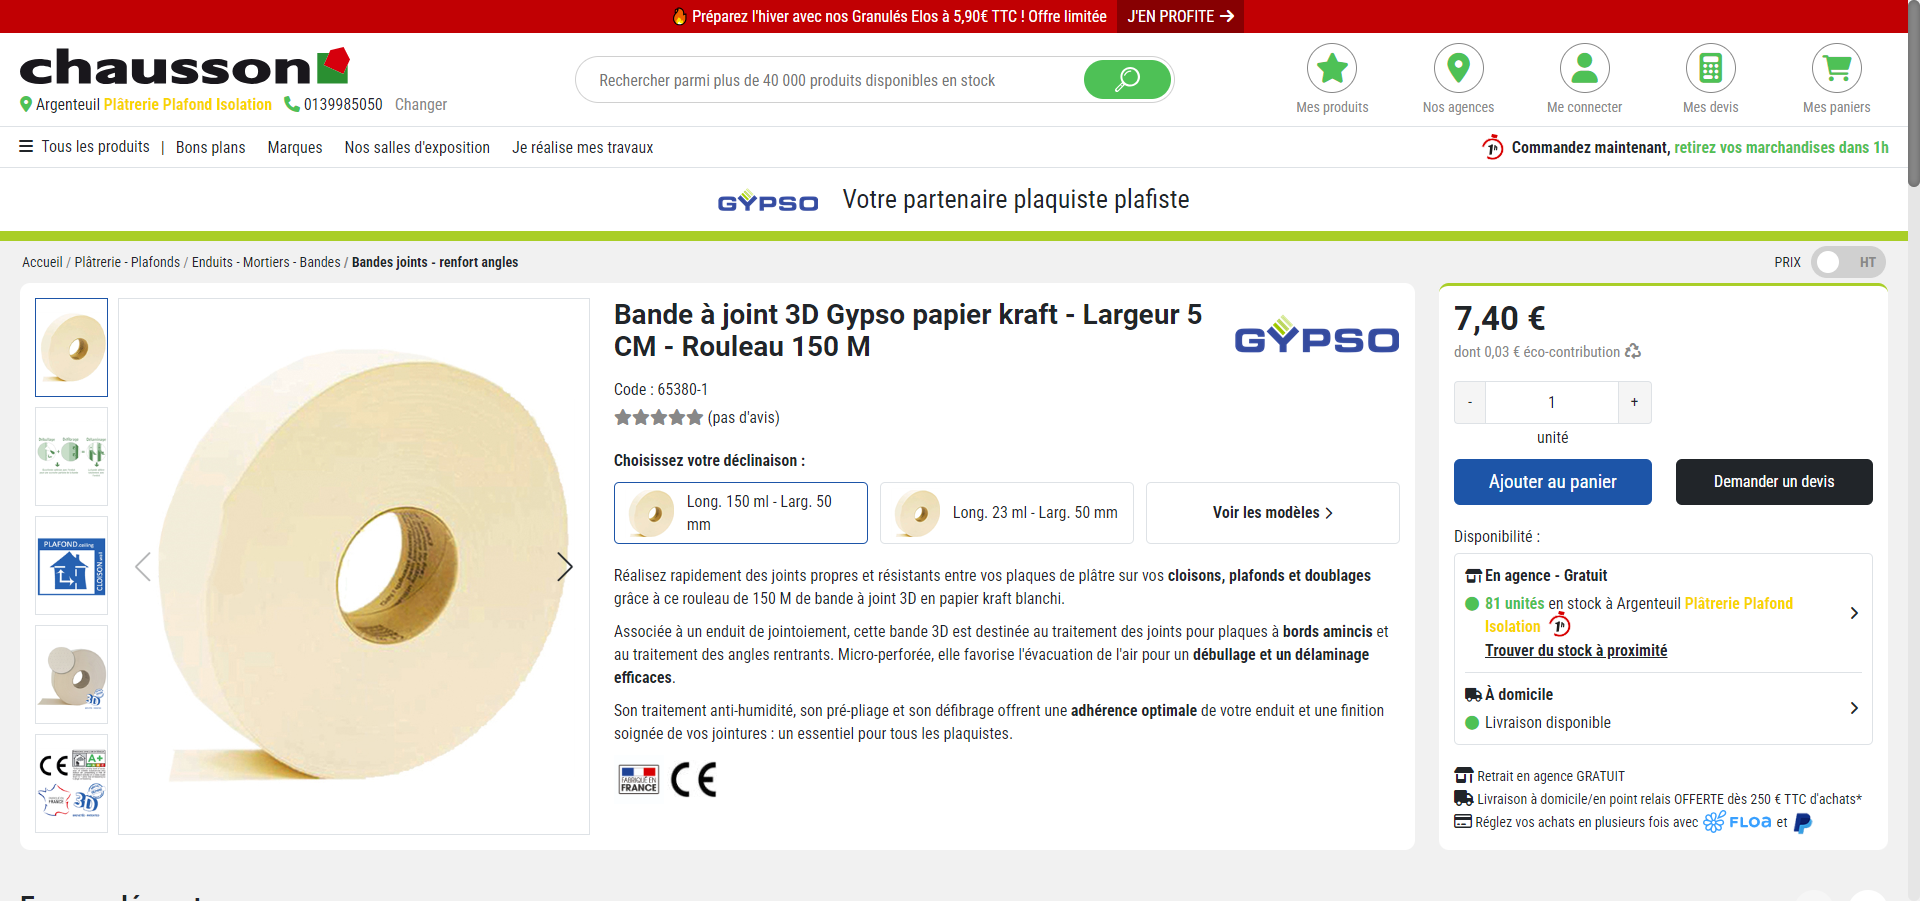 🔥 Préparez l'hiver avec nos Granulés Elos à 5,90€ TTC ! Offre limitée J'EN PROFITE →
chausson
Argenteuil Plâtrerie Plafond Isolation 0139985050 Changer
Rechercher parmi plus de 40 000 produits disponibles en stock
Mes produits
Nos agences
Me connecter
Mes devis
Mes paniers
Tous les produits | Bons plans Marques Nos salles d'exposition Je réalise mes travaux
1h Commandez maintenant, retirez vos marchandises dans 1h
GYPSO Votre partenaire plaquiste plafiste
Accueil / Plâtrerie - Plafonds / Enduits - Mortiers - Bandes / Bandes joints - renfort angles
PRIX HT
PLAFOND ceiling
CLOISON wall
3D
CE A+
3D
Bande à joint 3D Gypso papier kraft - Largeur 5
CM - Rouleau 150 M
GYPSO
Code : 65380-1
(pas d'avis)
Choisissez votre déclinaison :
Long. 150 ml - Larg. 50
mm
Long. 23 ml - Larg. 50 mm
Voir les modèles
Réalisez rapidement des joints propres et résistants entre vos plaques de plâtre sur vos cloisons, plafonds et doublages
grâce à ce rouleau de 150 M de bande à joint 3D en papier kraft blanchi.
Associée à un enduit de jointoiement, cette bande 3D est destinée au traitement des joints pour plaques à bords amincis et
au traitement des angles rentrants. Micro-perforée, elle favorise l'évacuation de l'air pour un débullage et un délaminage
efficaces.
Son traitement anti-humidité, son pré-pliage et son défibrage offrent une adhérence optimale de votre enduit et une finition
soignée de vos jointures : un essentiel pour tous les plaquistes.
FABRIQUÉ EN
FRANCE
CE
7,40 €
dont 0,03 € éco-contribution
- 1 +
unité
Ajouter au panier
Demander un devis
Disponibilité :
En agence - Gratuit
81 unités en stock à Argenteuil Plâtrerie Plafond
Isolation 1h
Trouver du stock à proximité
À domicile
Livraison disponible
Retrait en agence GRATUIT
Livraison à domicile/en point relais OFFERTE dès 250 € TTC d'achats*
Réglez vos achats en plusieurs fois avec FLOA et